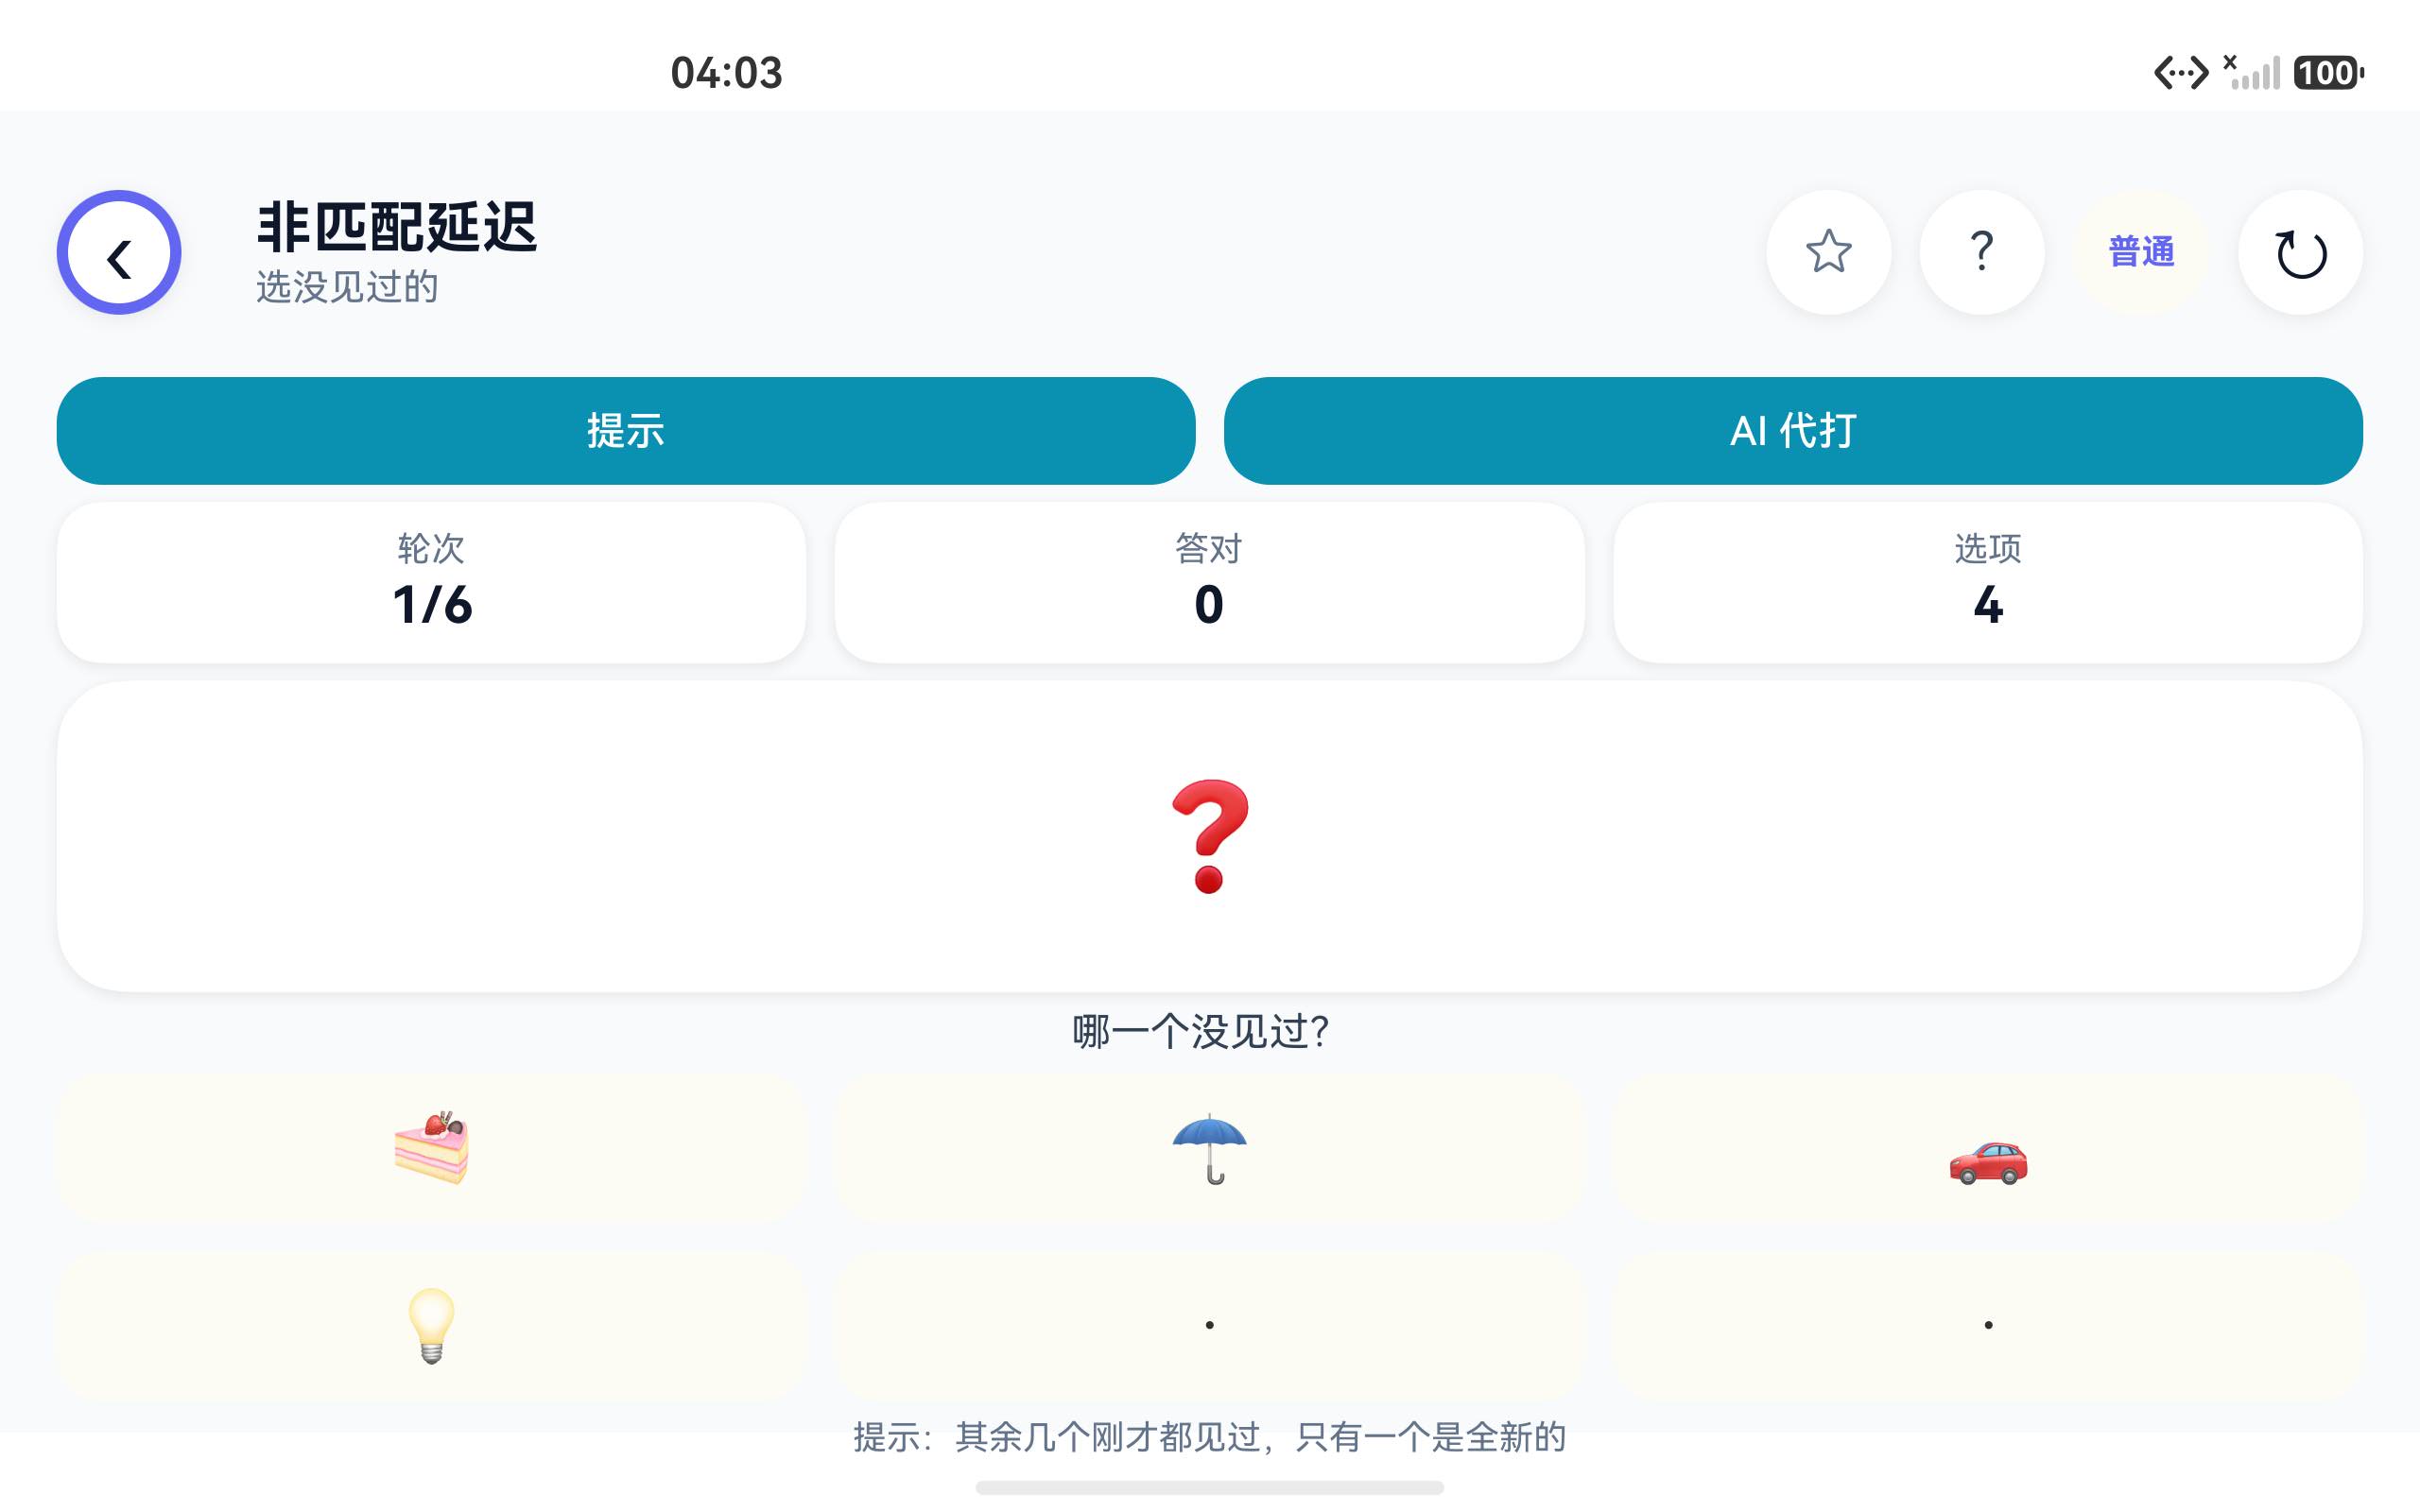 04:03
100
非匹配延迟
选没见过的
?
普通
提示
AI 代打
轮次
答对
选项
1/6
0
4
❓
哪一个没见过?
·
·
提示：其余几个刚才都见过，只有一个是全新的